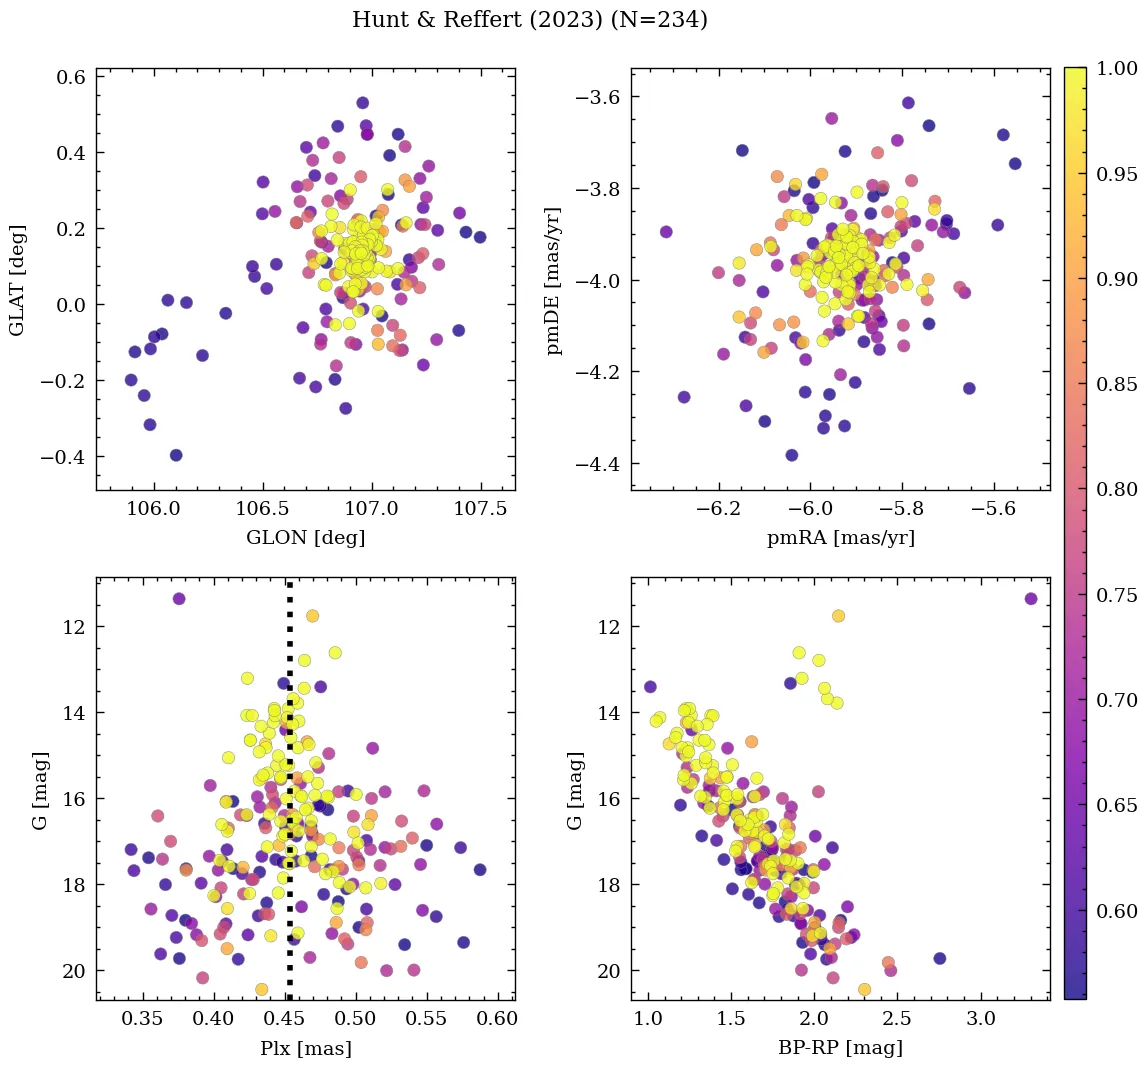 Hunt & Reffert (2023) (N=234)
0.6
0.4
0.2
0.0
−0.2
−0.4
GLAT [deg]
106.0 106.5 107.0 107.5
GLON [deg]
−3.6
−3.8
−4.0
−4.2
−4.4
pmDE [mas/yr]
−6.2 −6.0 −5.8 −5.6
pmRA [mas/yr]
12
14
16
18
20
G [mag]
0.35 0.40 0.45 0.50 0.55 0.60
Plx [mas]
12
14
16
18
20
G [mag]
1.0 1.5 2.0 2.5 3.0
BP-RP [mag]
1.00
0.95
0.90
0.85
0.80
0.75
0.70
0.65
0.60